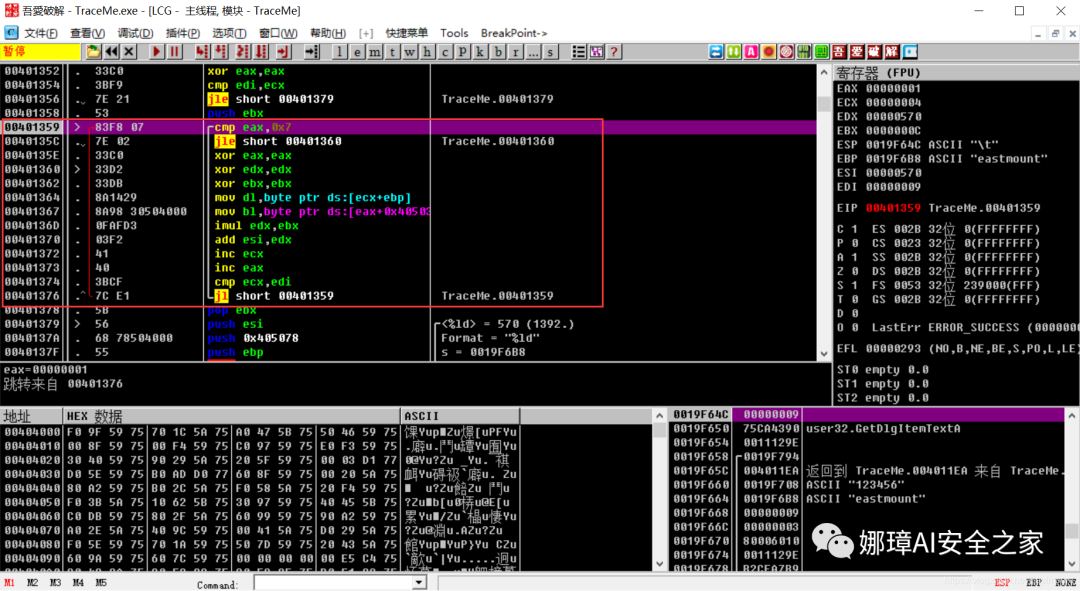 吾爱破解 - TraceMe.exe - [LCG - 主线程, 模块 - TraceMe]
文件(F) 查看(V) 调试(D) 插件(P) 选项(T) 窗口(W) 帮助(H) [+] 快捷菜单 Tools BreakPoint->
暂停 l e m t w h c p k b r ... s
00401352 . 33C0 xor eax,eax
00401354 . 3BF9 cmp edi,ecx
00401356 . 7E 21 jle short 00401379 TraceMe.00401379
00401358 . 53 push ebx
00401359 > 83F8 07 cmp eax,0x7
0040135C . 7E 02 jle short 00401360 TraceMe.00401360
0040135E . 33C0 xor eax,eax
00401360 > 33D2 xor edx,edx
00401362 . 33DB xor ebx,ebx
00401364 . 8A1429 mov dl,byte ptr ds:[ecx+ebp]
00401367 . 8A98 30504000 mov bl,byte ptr ds:[eax+0x40503
0040136D . 0FAFD3 imul edx,ebx
00401370 . 03F2 add esi,edx
00401372 . 41 inc ecx
00401373 . 40 inc eax
00401374 . 3BCF cmp ecx,edi
00401376 .^ 7C E1 jl short 00401359 TraceMe.00401359
00401378 . 5B pop ebx
00401379 > 56 push esi <%ld> = 570 (1392.)
0040137A . 68 78504000 push 0x405078 Format = "%ld"
0040137F . 55 push ebp s = 0019F6B8
eax=00000001
跳转来自 00401376
寄存器 (FPU)
EAX 00000001
ECX 00000004
EDX 00000570
EBX 0000000C
ESP 0019F64C ASCII "\t"
EBP 0019F6B8 ASCII "eastmount"
ESI 00000570
EDI 00000009
EIP 00401359 TraceMe.00401359
C 1 ES 002B 32位 0(FFFFFFFF)
P 0 CS 0023 32位 0(FFFFFFFF)
A 1 SS 002B 32位 0(FFFFFFFF)
Z 0 DS 002B 32位 0(FFFFFFFF)
S 1 FS 0053 32位 239000(FFF)
T 0 GS 002B 32位 0(FFFFFFFF)
D 0
O 0 LastErr ERROR_SUCCESS (0000000
EFL 00000293 (NO,B,NE,BE,S,PO,L,LE)
ST0 empty 0.0
ST1 empty 0.0
ST2 empty 0.0
地址 HEX 数据 ASCII
00404000 F0 9F 59 75 70 1C 5A 75 A0 47 5B 75 50 46 59 75
00404010 00 8F 59 75 00 F4 59 75 C0 97 59 75 E0 F3 59 75
00404020 30 40 59 75 90 29 5A 75 20 5F 59 75 00 03 D1 77
00404030 D0 5E 59 75 B0 AD D0 77 60 8F 59 75 00 20 5A 75
00404040 80 A2 59 75 D0 2C 5A 75 F0 58 5A 75 20 F4 59 75
00404050 F0 3B 5A 75 10 62 5B 75 30 97 59 75 40 45 5B 75
00404060 C0 DB 59 75 80 2F 5A 75 60 99 59 75 90 A2 59 75
00404070 A0 2E 5A 75 40 9C 59 75 00 41 5A 75 D0 29 5A 75
00404080 F0 5E 59 75 70 1A 59 75 50 7D 59 75 20 43 5A 75
00404090 60 9A 59 75 60 7C 59 75 00 00 00 00 00 E5 C4 75
0019F64C 00000009
0019F650 75CA4390 user32.GetDlgItemTextA
0019F654 0011129E
0019F658 0019F794
0019F65C 004011EA 返回到 TraceMe.004011EA 来自 TraceMe.
0019F660 0019F708 ASCII "123456"
0019F664 0019F6B8 ASCII "eastmount"
0019F668 00000009
0019F66C 00000003
0019F670 80006010
0019F674 0011129E
0019F678 B2CFA7B9
娜璋AI安全之家
M1 M2 M3 M4 M5 Command: ESP EBP NONE